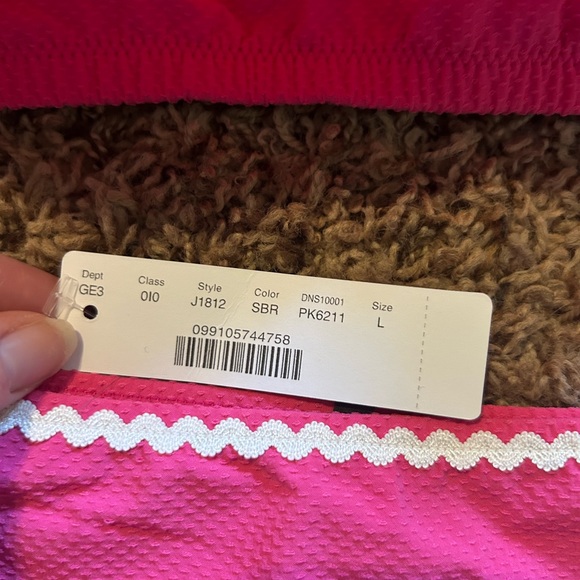 Dept Class Style Color DNS10001 Size
GE3 0I0 J1812 SBR PK6211 L
099105744758